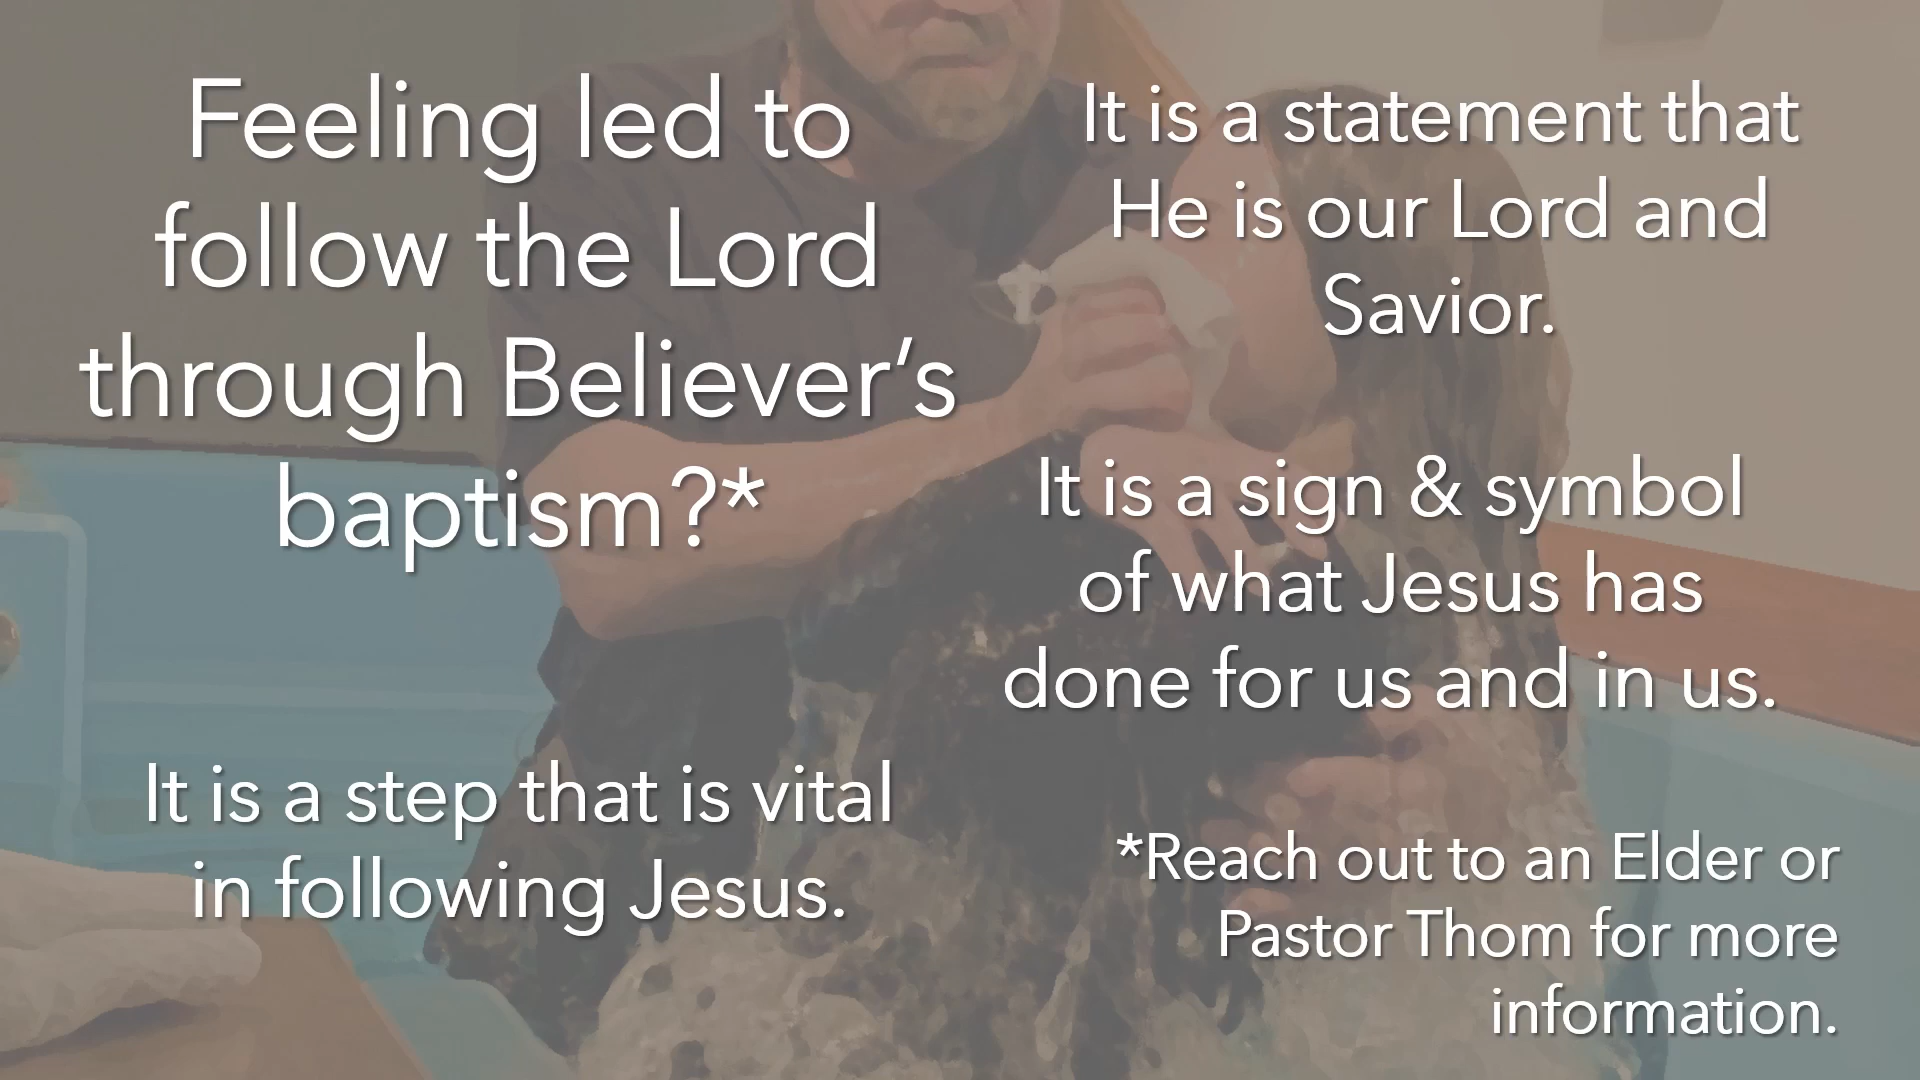 Feeling led to
follow the Lord
through Believer’s
baptism?*
It is a step that is vital
in following Jesus.
It is a statement that
He is our Lord and
Savior.
It is a sign & symbol
of what Jesus has
done for us and in us.
*Reach out to an Elder or
Pastor Thom for more
information.